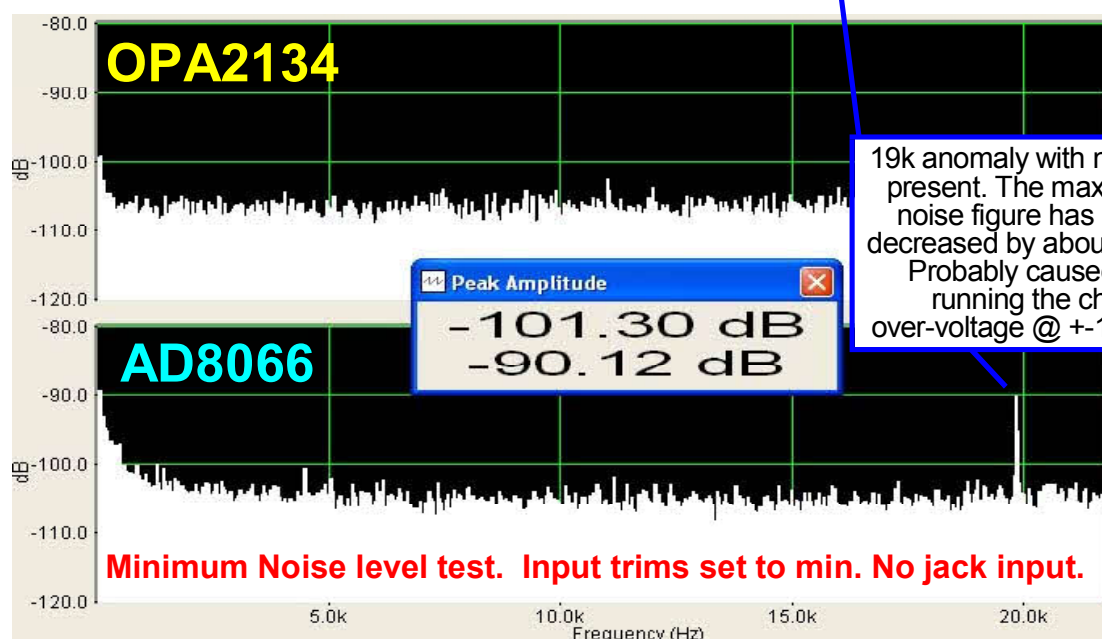 -80.0
OPA2134
-90.0
dB
-100.0
-110.0
-120.0
19k anomaly with
present. The max
noise figure has
decreased by
Probably
running the
over-voltage @
Peak Amplitude
-101.30 dB
-90.12 dB
-80.0
AD8066
-90.0
dB
-100.0
-110.0
Minimum Noise level test. Input trims set to min. No jack input.
-120.0
5.0k 10.0k 15.0k 20.0k
Frequency (Hz)